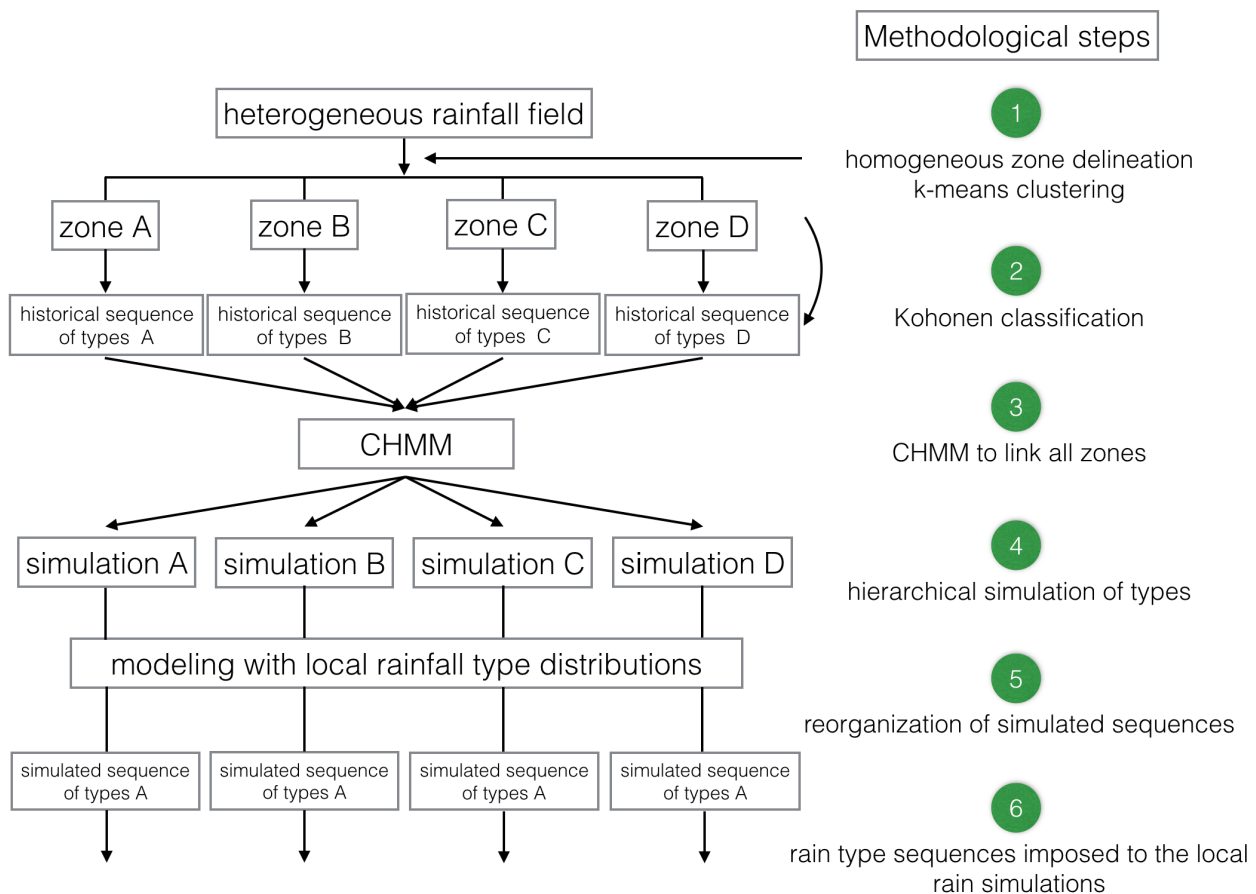 Methodological steps
heterogeneous rainfall field
zone A
zone B
zone C
zone D
historical sequence
of types A
historical sequence
of types B
historical sequence
of types C
historical sequence
of types D
CHMM
simulation A
simulation B
simulation C
simulation D
modeling with local rainfall type distributions
simulated sequence
of types A
simulated sequence
of types A
simulated sequence
of types A
simulated sequence
of types A
1
homogeneous zone delineation
k-means clustering
2
Kohonen classification
3
CHMM to link all zones
4
hierarchical simulation of types
5
reorganization of simulated sequences
6
rain type sequences imposed to the local
rain simulations